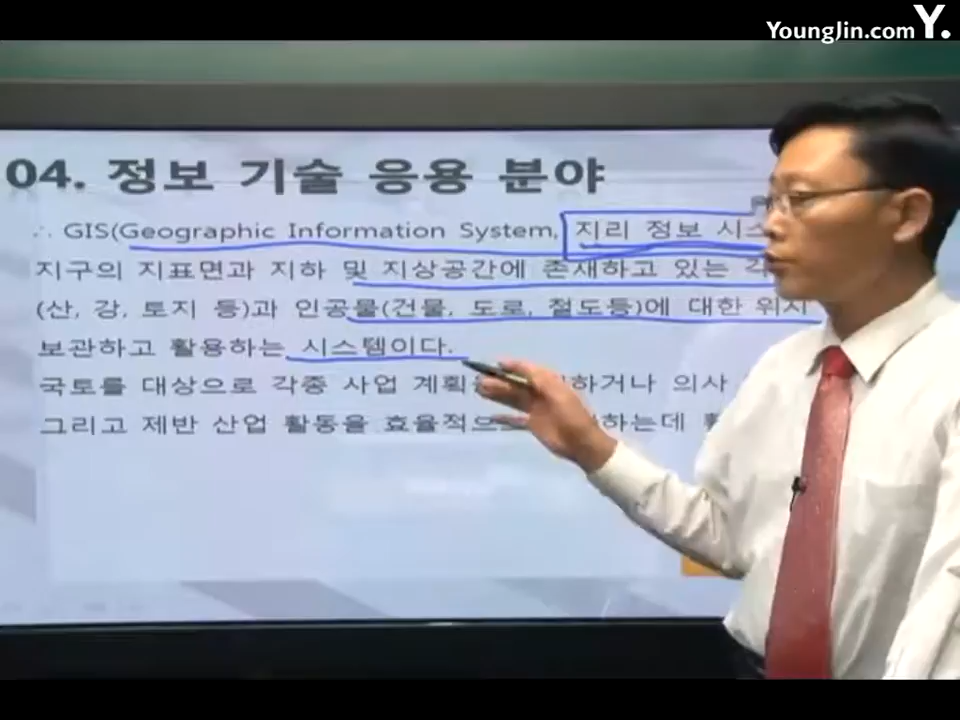 YoungJin.com Y.
04. 정보 기술 응용 분야
∴ GIS(Geographic Information System, 지리 정보 시스
지구의 지표면과 지하 및 지상공간에 존재하고 있는 각
(산, 강, 토지 등)과 인공물(건물, 도로, 철도등)에 대한 위치
보관하고 활용하는 시스템이다.
국토를 대상으로 각종 사업 계획을 하거나 의사
그리고 제반 산업 활동을 효율적으 하는데